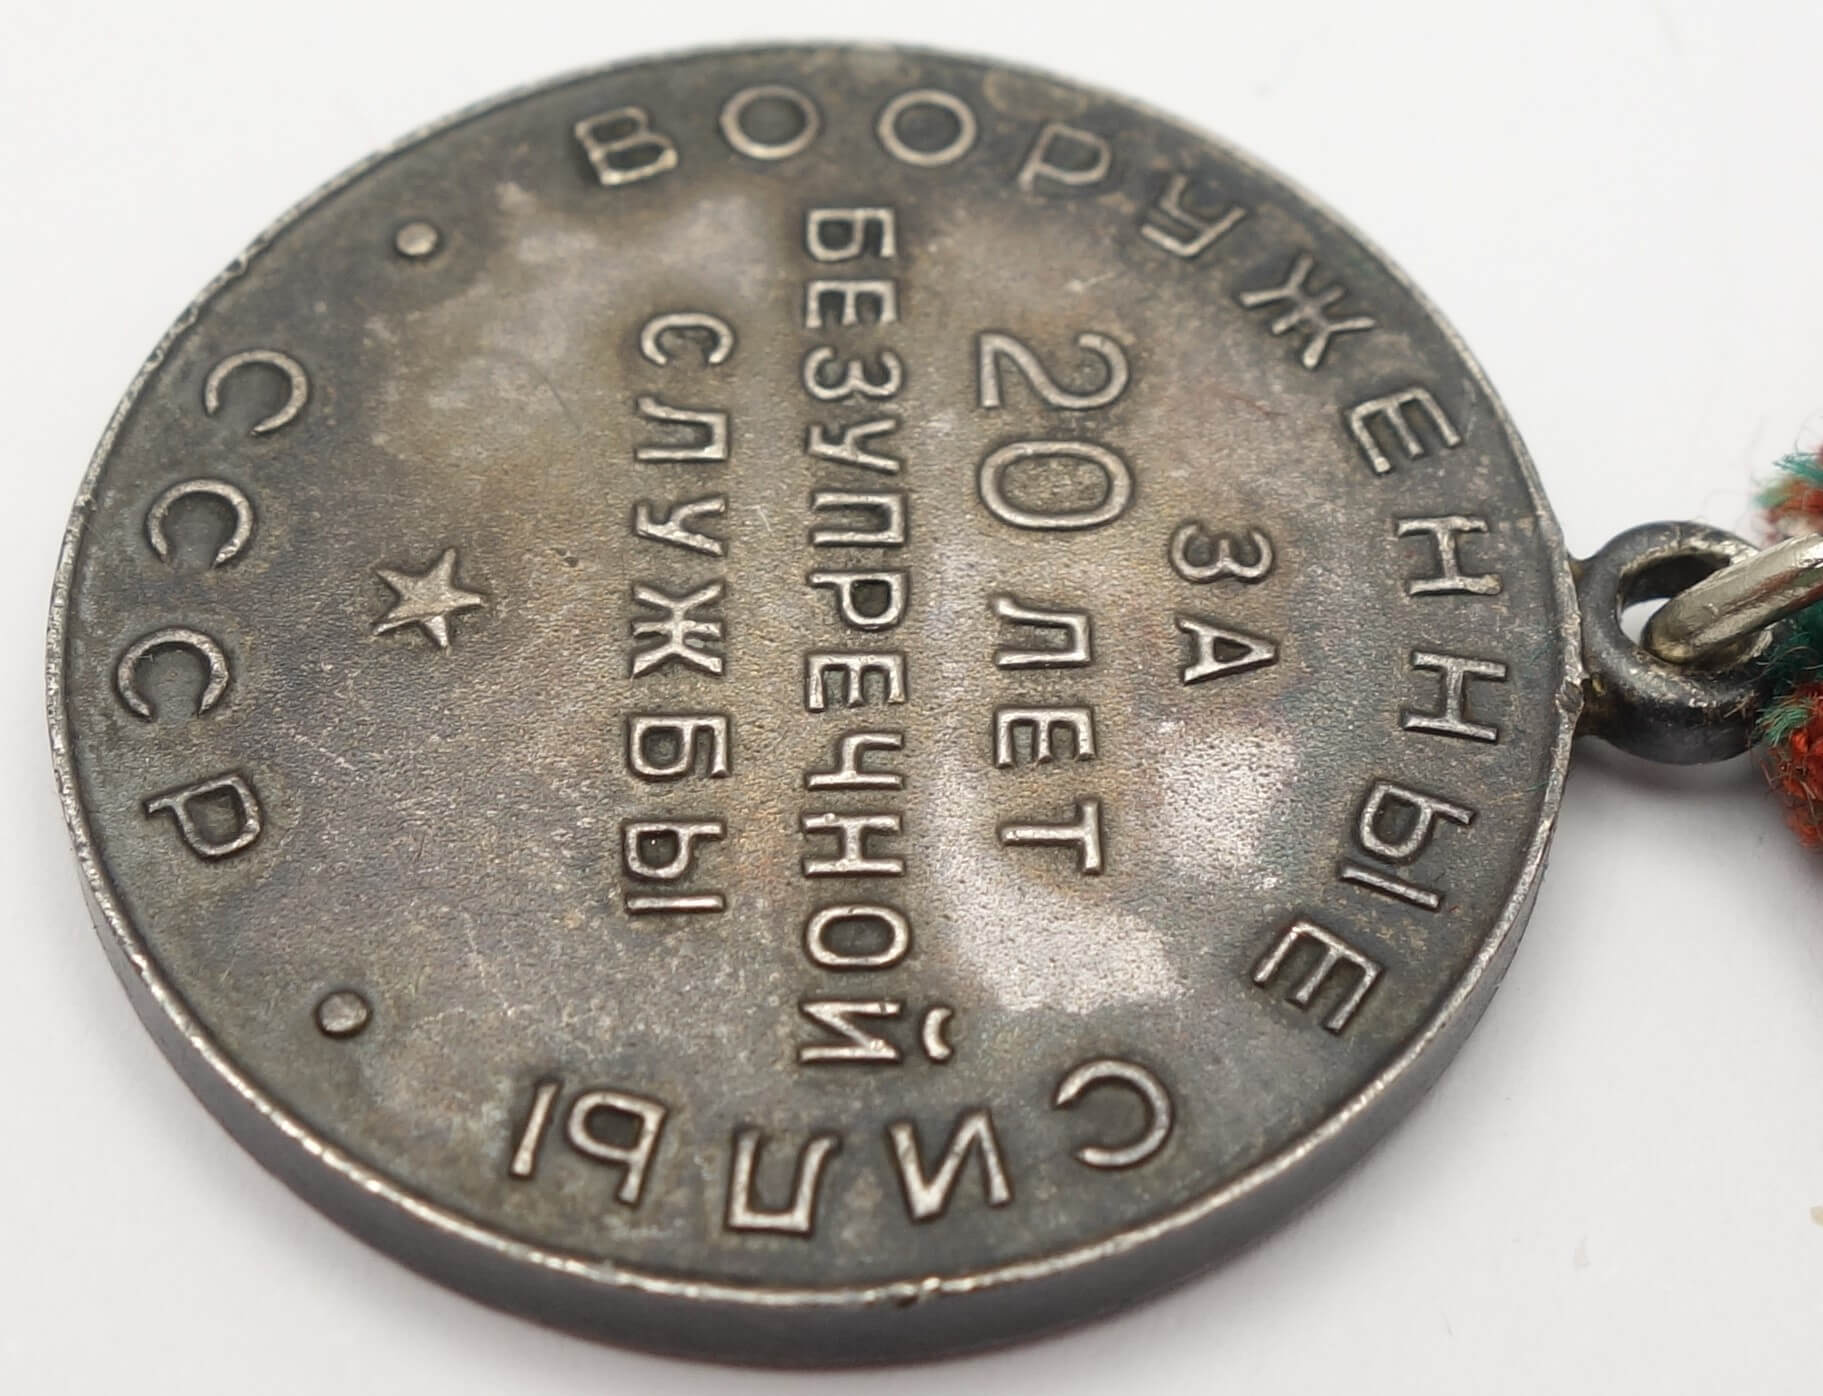 ВООРУЖЕННЫЕ СИЛЫ
ЗА
20 ЛЕТ
БЕЗУПРЕЧНОЙ
СЛУЖБЫ
СССР